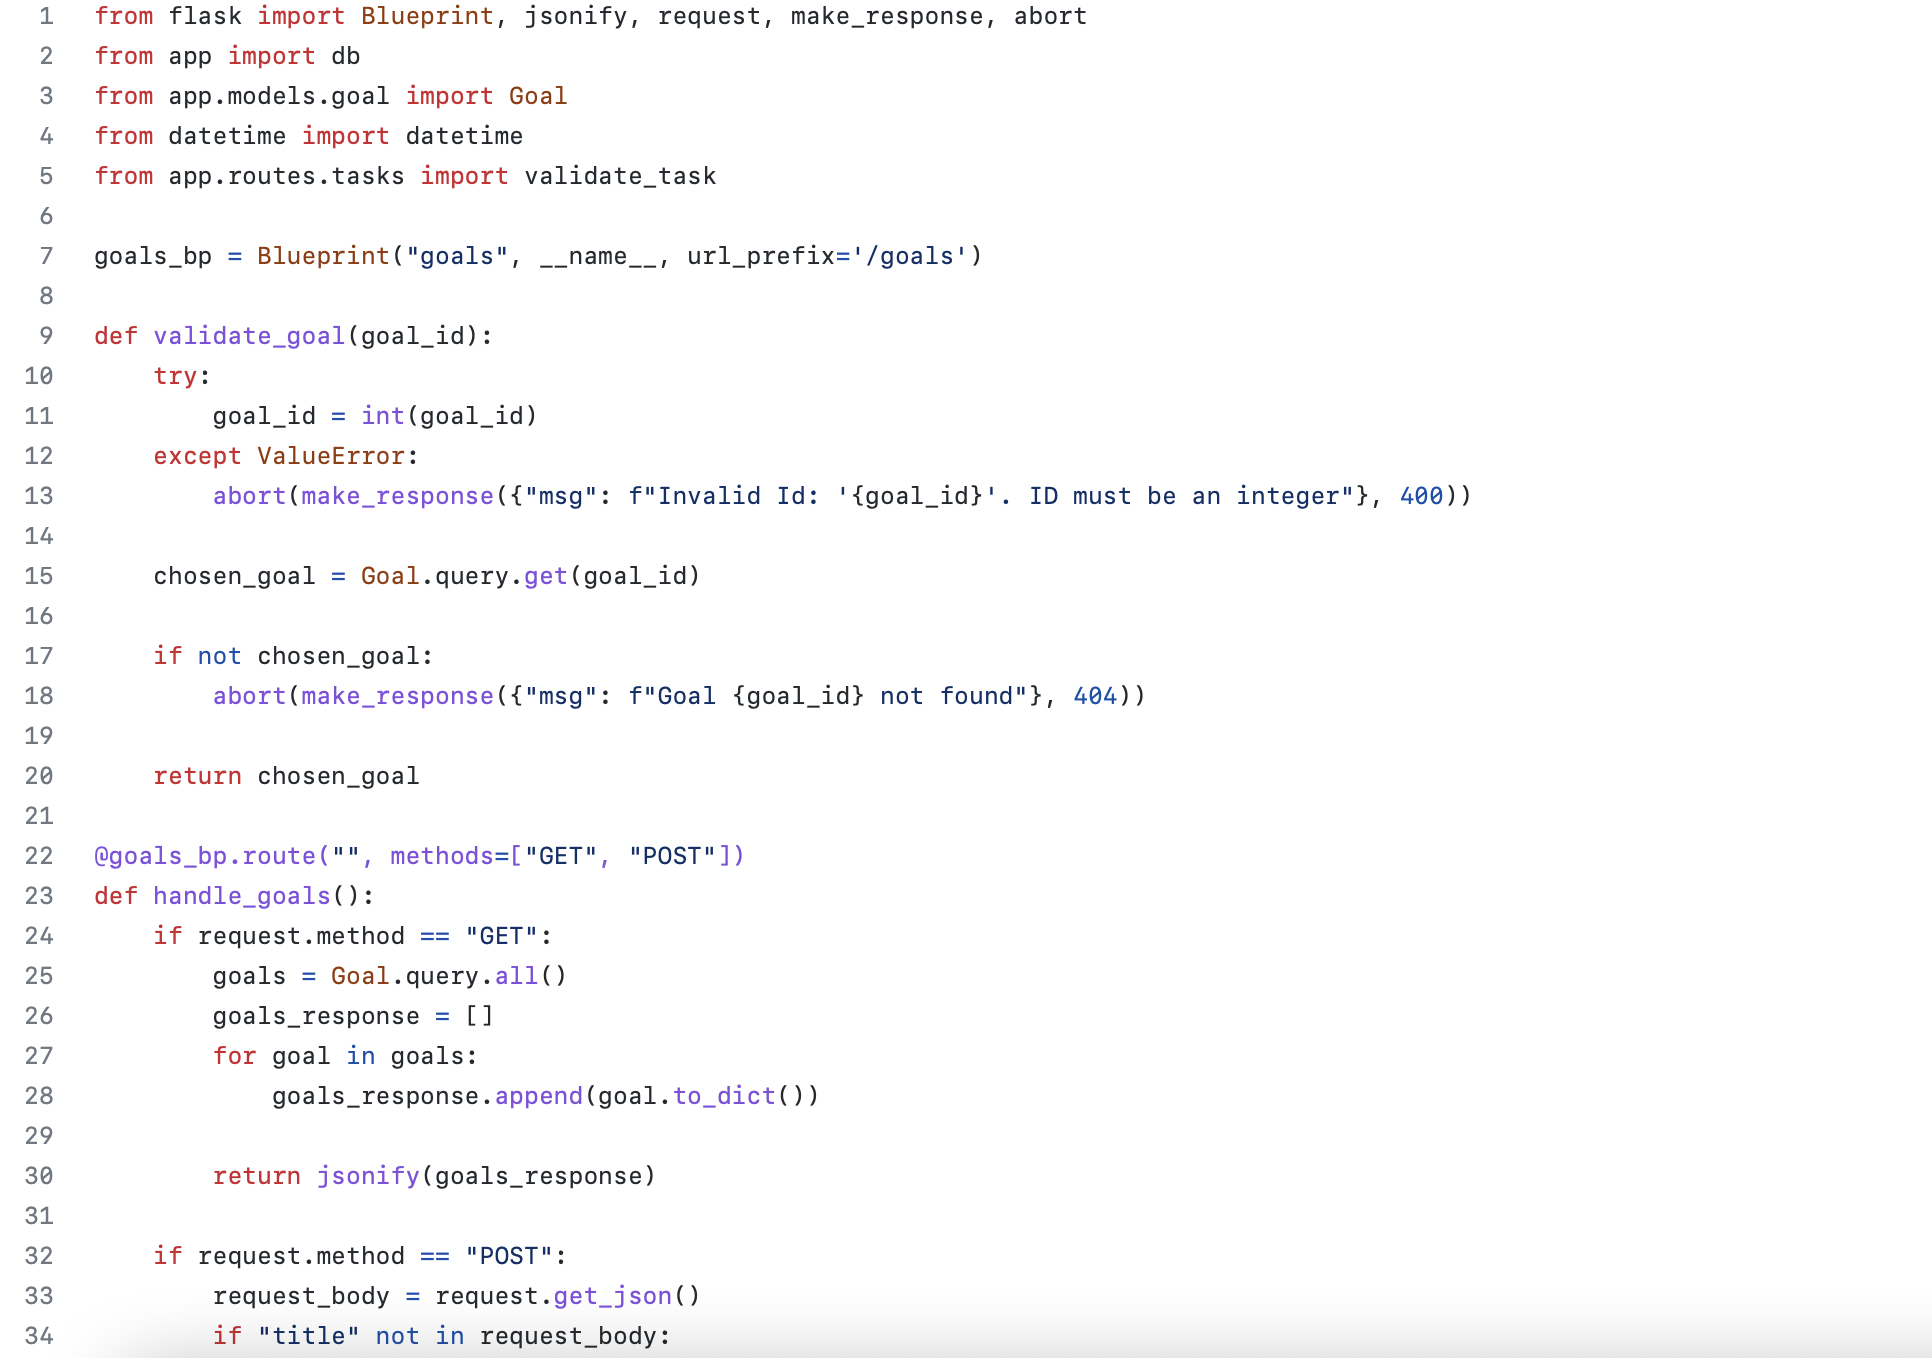 1 from flask import Blueprint, jsonify, request, make_response, abort
2 from app import db
3 from app.models.goal import Goal
4 from datetime import datetime
5 from app.routes.tasks import validate_task
6
7 goals_bp = Blueprint("goals", __name__, url_prefix='/goals')
8
9 def validate_goal(goal_id):
10     try:
11         goal_id = int(goal_id)
12     except ValueError:
13         abort(make_response({"msg": f"Invalid Id: '{goal_id}'. ID must be an integer"}, 400))
14
15     chosen_goal = Goal.query.get(goal_id)
16
17     if not chosen_goal:
18         abort(make_response({"msg": f"Goal {goal_id} not found"}, 404))
19
20     return chosen_goal
21
22 @goals_bp.route("", methods=["GET", "POST"])
23 def handle_goals():
24     if request.method == "GET":
25         goals = Goal.query.all()
26         goals_response = []
27         for goal in goals:
28             goals_response.append(goal.to_dict())
29
30         return jsonify(goals_response)
31
32     if request.method == "POST":
33         request_body = request.get_json()
34         if "title" not in request_body: